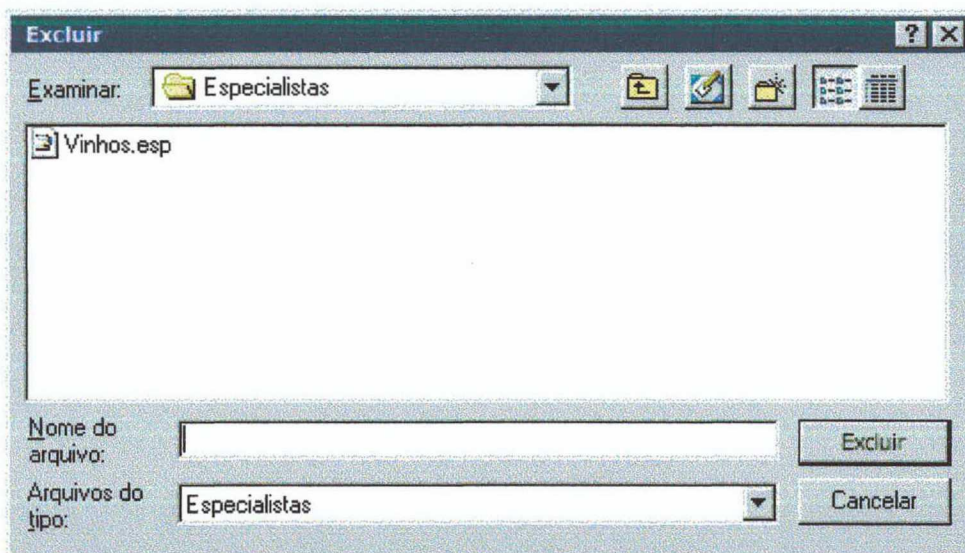 Excluir
Examinar: Especialistas
Vinhos.esp
Nome do
arquivo:
Excluir
Arquivos do
tipo:
Especialistas
Cancelar